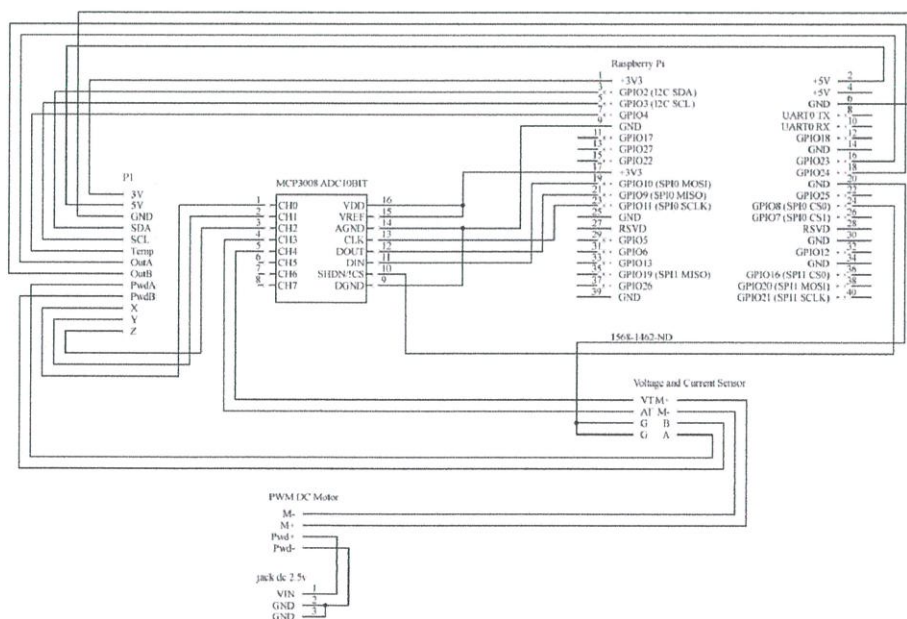 Raspberry Pi
1 +3V3 +5V 2
3 GPIO2 (I2C SDA) +5V 4
5 GPIO3 (I2C SCL) GND 6
7 GPIO4 UART0 TX 8
9 GND UART0 RX 10
11 GPIO17 GPIO18 12
13 GPIO27 GND 14
15 GPIO22 GPIO23 16
17 +3V3 GPIO24 18
19 GPIO10 (SPI0 MOSI) GND 20
21 GPIO9 (SPI0 MISO) GPIO25 22
23 GPIO11 (SPI0 SCLK) GPIO8 (SPI0 CS0) 24
25 GND GPIO7 (SPI0 CS1) 26
27 RSVD RSVD 28
29 GPIO5 GND 30
31 GPIO6 GPIO12 32
33 GPIO13 GND 34
35 GPIO19 (SPI1 MISO) GPIO16 (SPI1 CS0) 36
37 GPIO26 GPIO20 (SPI1 MOSI) 38
39 GND GPIO21 (SPI1 SCLK) 40
1568-1462-ND
P1
3V
5V
GND
SDA
SCL
Temp
OutA
OutB
PwdA
PwdB
X
Y
Z
MCP3008 ADC10BIT
1 CH0 VDD 16
2 CH1 VREF 15
3 CH2 AGND 14
4 CH3 CLK 13
5 CH4 DOUT 12
6 CH5 DIN 11
7 CH6 SHDN/!CS 10
8 CH7 DGND 9
Voltage and Current Sensor
VT M+
AT M-
G B
G A
PWM DC Motor
M-
M+
Pwd+
Pwd-
jack dc 2.5v
VIN 1
GND 2
GND 3